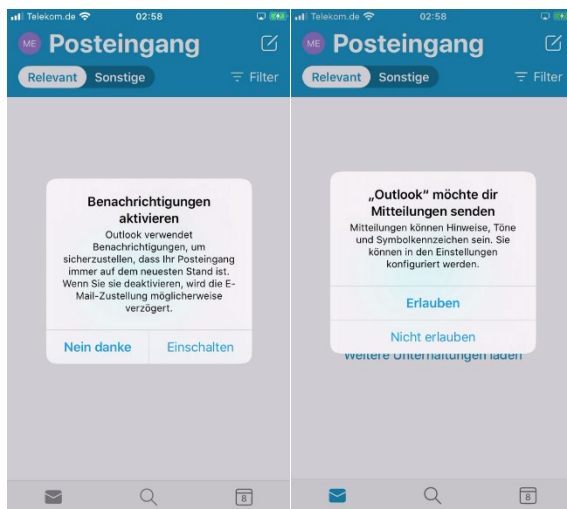 Telekom.de 02:58
ME Posteingang
Relevant Sonstige Filter
Benachrichtigungen
aktivieren
Outlook verwendet
Benachrichtigungen, um
sicherzustellen, dass Ihr Posteingang
immer auf dem neuesten Stand ist.
Wenn Sie sie deaktivieren, wird die E-
Mail-Zustellung möglicherweise
verzögert.
Nein danke Einschalten
8
Telekom.de 02:58
ME Posteingang
Relevant Sonstige Filter
„Outlook“ möchte dir
Mitteilungen senden
Mitteilungen können Hinweise, Töne
und Symbolkennzeichen sein. Sie
können in den Einstellungen
konfiguriert werden.
Erlauben
Nicht erlauben
Weitere Unterhaltungen laden
8